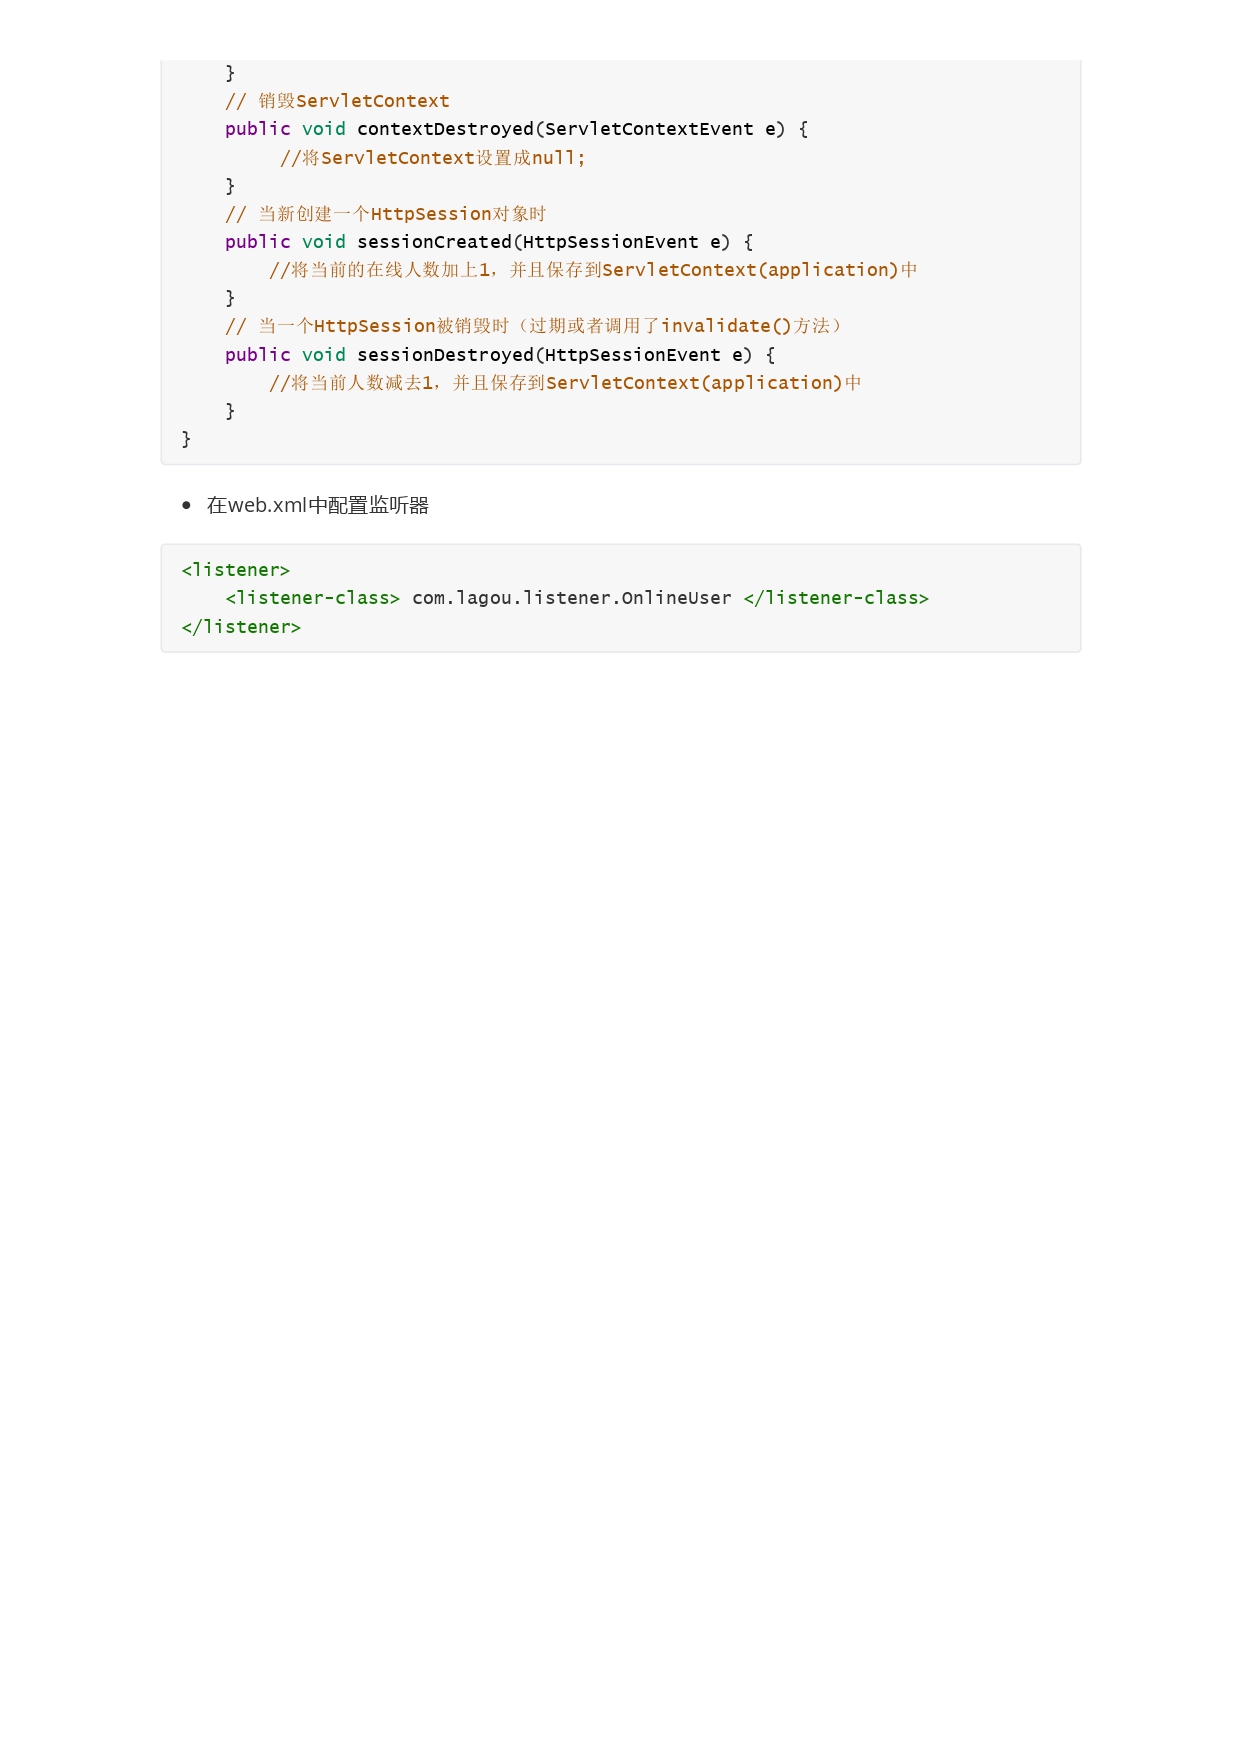 }
    // 销毁ServletContext
    public void contextDestroyed(ServletContextEvent e) {
         //将ServletContext设置成null;
    }
    // 当新创建一个HttpSession对象时
    public void sessionCreated(HttpSessionEvent e) {
        //将当前的在线人数加上1，并且保存到ServletContext(application)中
    }
    // 当一个HttpSession被销毁时（过期或者调用了invalidate()方法）
    public void sessionDestroyed(HttpSessionEvent e) {
        //将当前人数减去1，并且保存到ServletContext(application)中
    }
}
• 在web.xml中配置监听器
<listener>
    <listener-class> com.lagou.listener.OnlineUser </listener-class>
</listener>